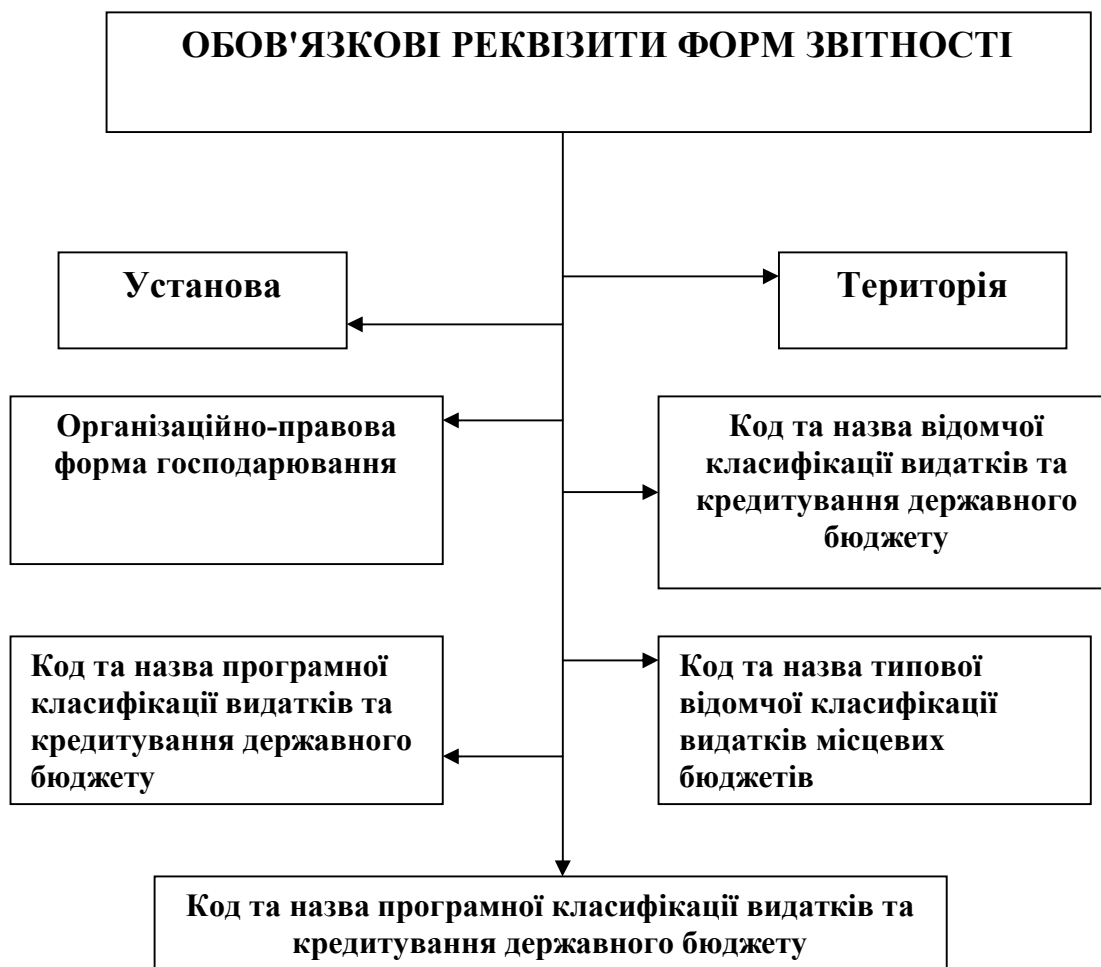 ОБОВ'ЯЗКОВІ РЕКВІЗИТИ ФОРМ ЗВІТНОСТІ
Установа
Територія
Організаційно-правова
форма господарювання
Код та назва відомчої
класифікації видатків та
кредитування державного
бюджету
Код та назва програмної
класифікації видатків та
кредитування державного
бюджету
Код та назва типової
відомчої класифікації
видатків місцевих
бюджетів
Код та назва програмної класифікації видатків та
кредитування державного бюджету